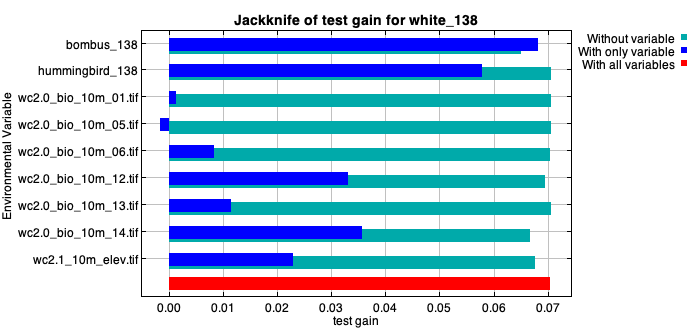 Jackknife of test gain for white_138
Without variable
With only variable
With all variables
Environmental Variable
bombus_138
hummingbird_138
wc2.0_bio_10m_01.tif
wc2.0_bio_10m_05.tif
wc2.0_bio_10m_06.tif
wc2.0_bio_10m_12.tif
wc2.0_bio_10m_13.tif
wc2.0_bio_10m_14.tif
wc2.1_10m_elev.tif
0.00 0.01 0.02 0.03 0.04 0.05 0.06 0.07
test gain